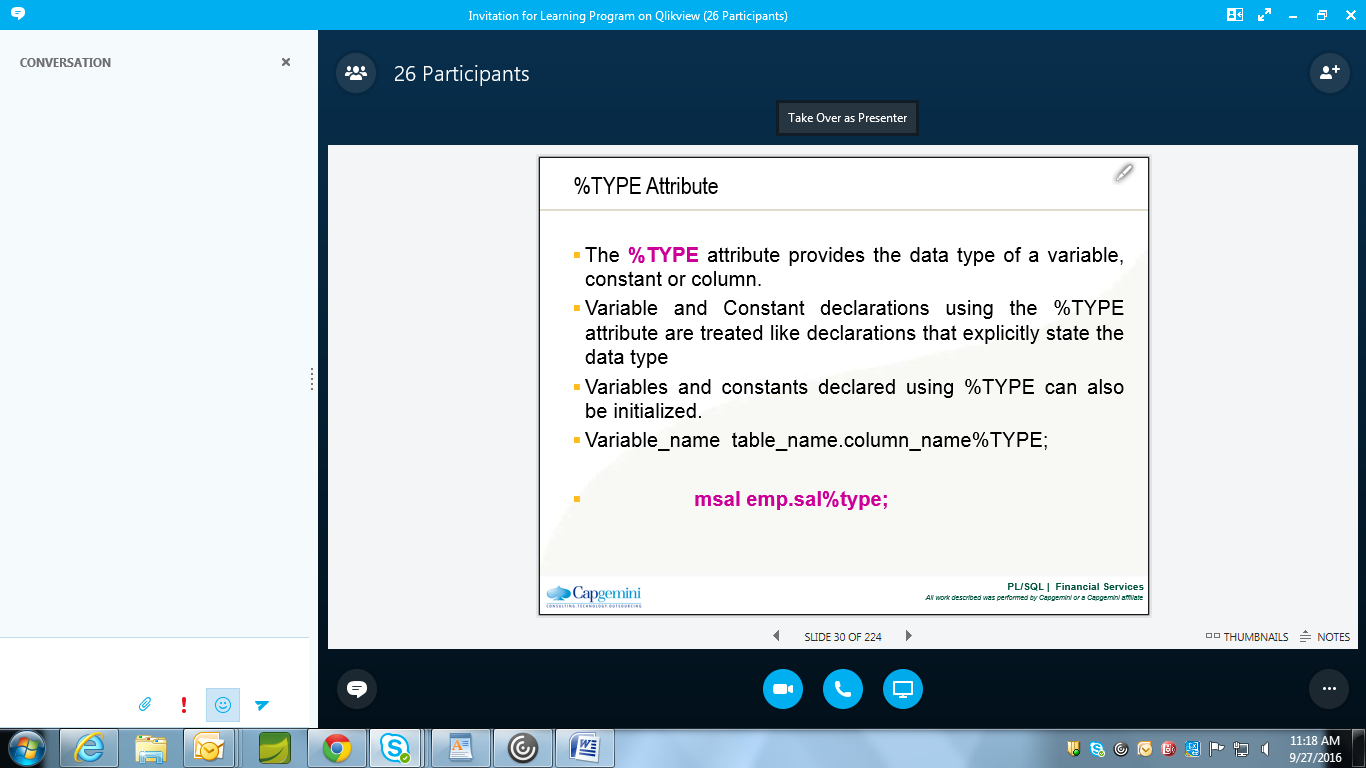 Invitation for Learning Program on Qlikview (26 Participants)
CONVERSATION
26 Participants
Take Over as Presenter
%TYPE Attribute
The %TYPE attribute provides the data type of a variable,
constant or column.
Variable and Constant declarations using the %TYPE
attribute are treated like declarations that explicitly state the
data type
Variables and constants declared using %TYPE can also
be initialized.
Variable_name table_name.column_name%TYPE;
msal emp.sal%type;
Capgemini
CONSULTING.TECHNOLOGY.OUTSOURCING
PL/SQL | Financial Services
All work described was performed by Capgemini or a Capgemini affiliate
SLIDE 30 OF 224
THUMBNAILS
NOTES
11:18 AM
9/27/2016